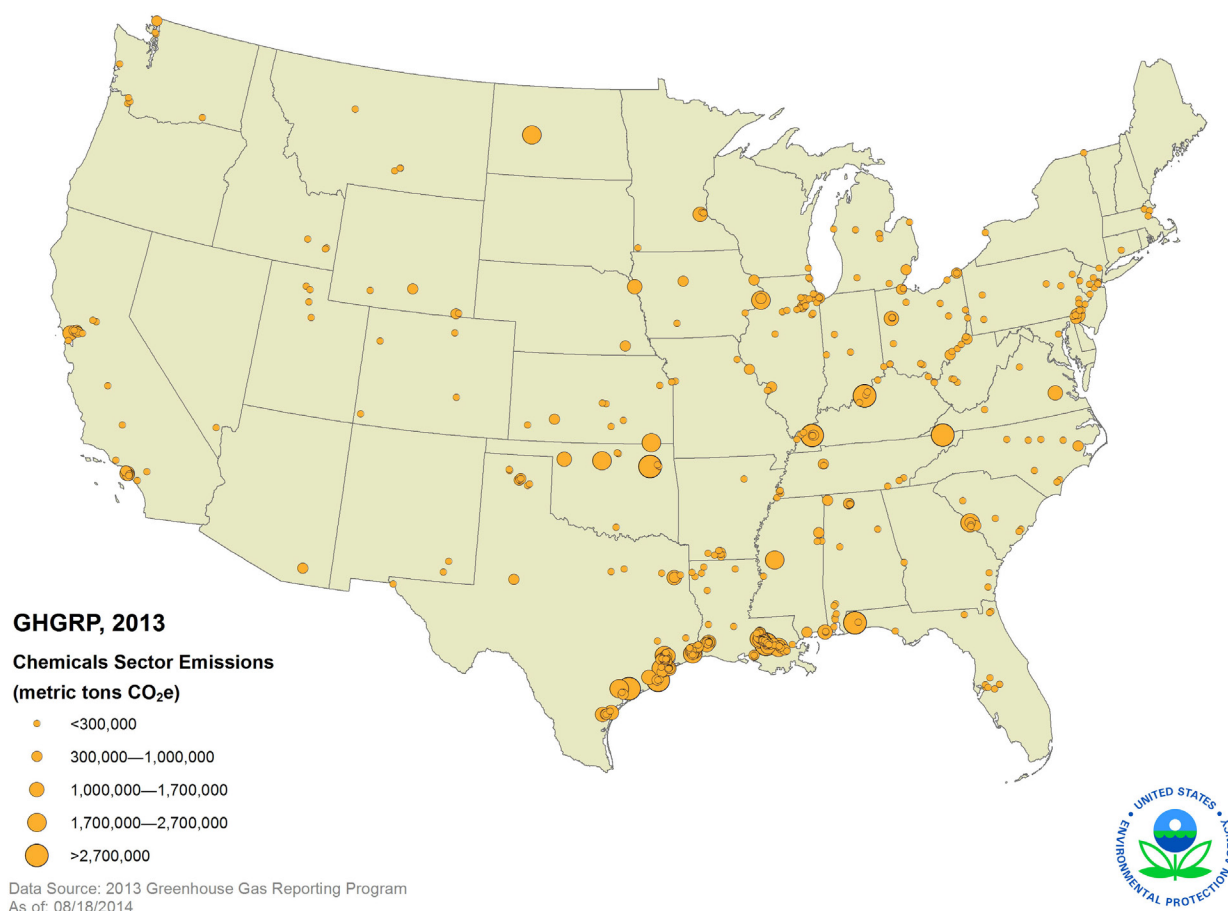 GHGRP, 2013
Chemicals Sector Emissions
(metric tons CO₂e)
<300,000
300,000—1,000,000
1,000,000—1,700,000
1,700,000—2,700,000
>2,700,000
Data Source: 2013 Greenhouse Gas Reporting Program
As of: 08/18/2014
UNITED STATES
ENVIRONMENTAL PROTECTION AGENCY